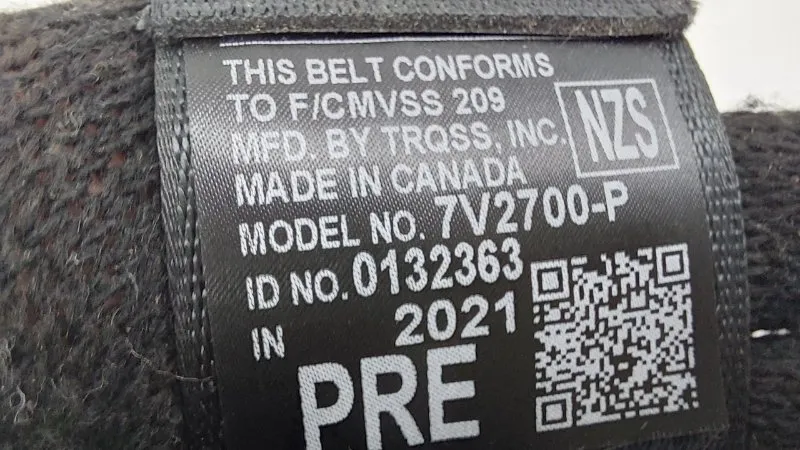 THIS BELT CONFORMS
TO F/CMVSS 209
MFD. BY TRQSS, INC.
NZS
MADE IN CANADA
MODEL NO. 7V2700-P
ID NO. 0132363
IN 2021
PRE